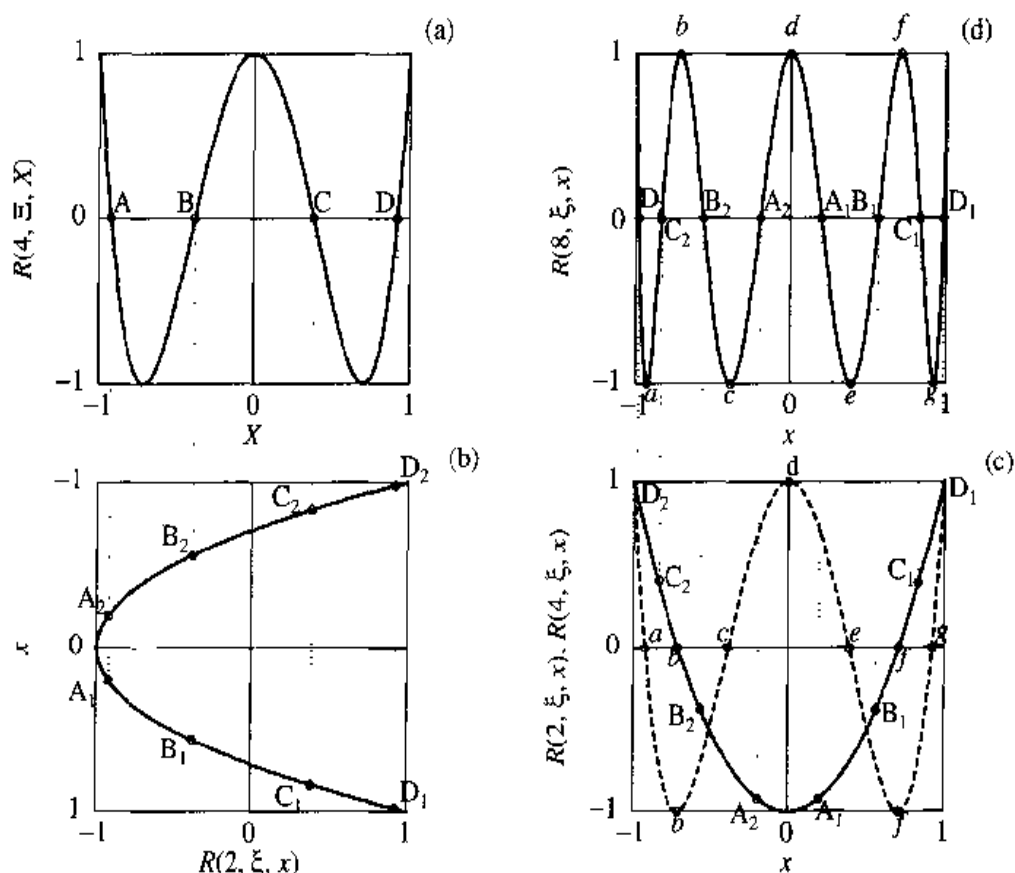 (a)
1
A B C D
0
−1
−1 0 1
X
R(4, Ξ, X)
b d f (d)
1
D2 C2 B2 A2 A1 B1 C1 D1
0
−1
a c e g
−1 0 1
x
R(8, ξ, x)
(b)
−1
D2
C2
B2
A2
0
A1
B1
C1
D1
1
−1 0 1
x
R(2, ξ, x)
(c)
d
1
D2 D1
C2 C1
0
a b c e f g
B2 B1
A2 A1
−1
b f
−1 0 1
x
R(2, ξ, x), R(4, ξ, x)